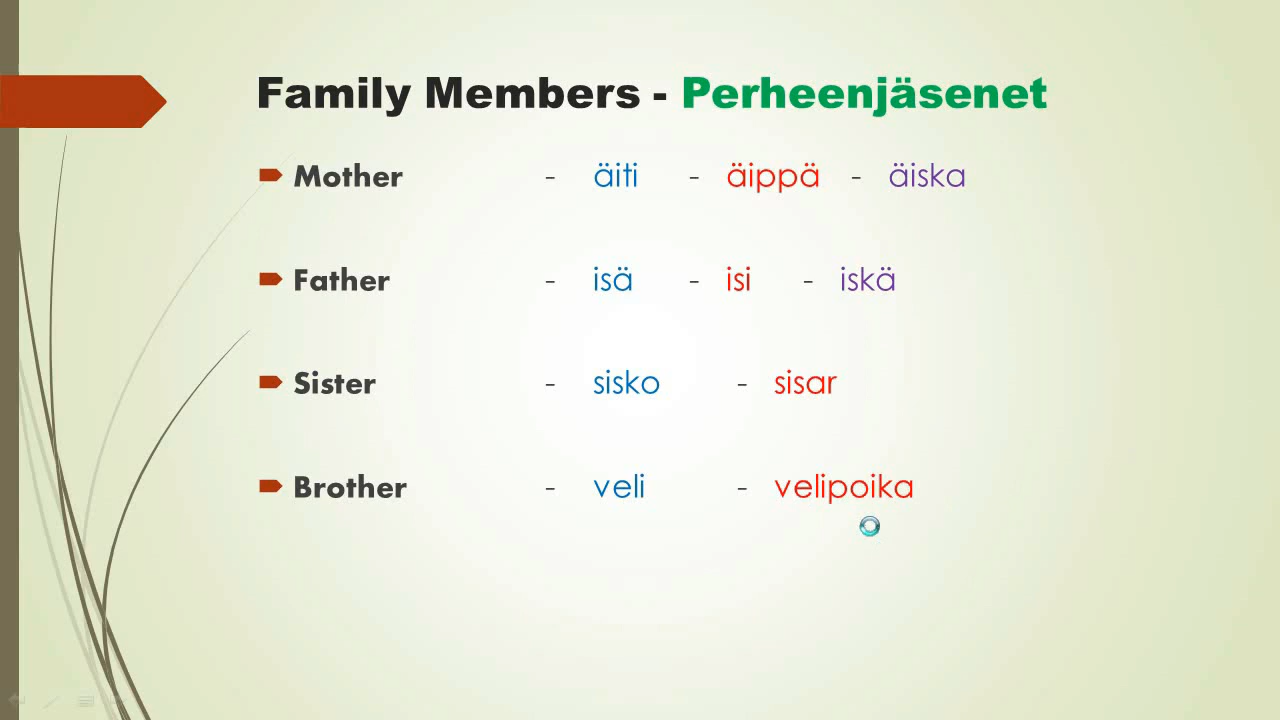 Family Members - Perheenjäsenet
Mother - äiti - äippä - äiska
Father - isä - isi - iskä
Sister - sisko - sisar
Brother - veli - velipoika